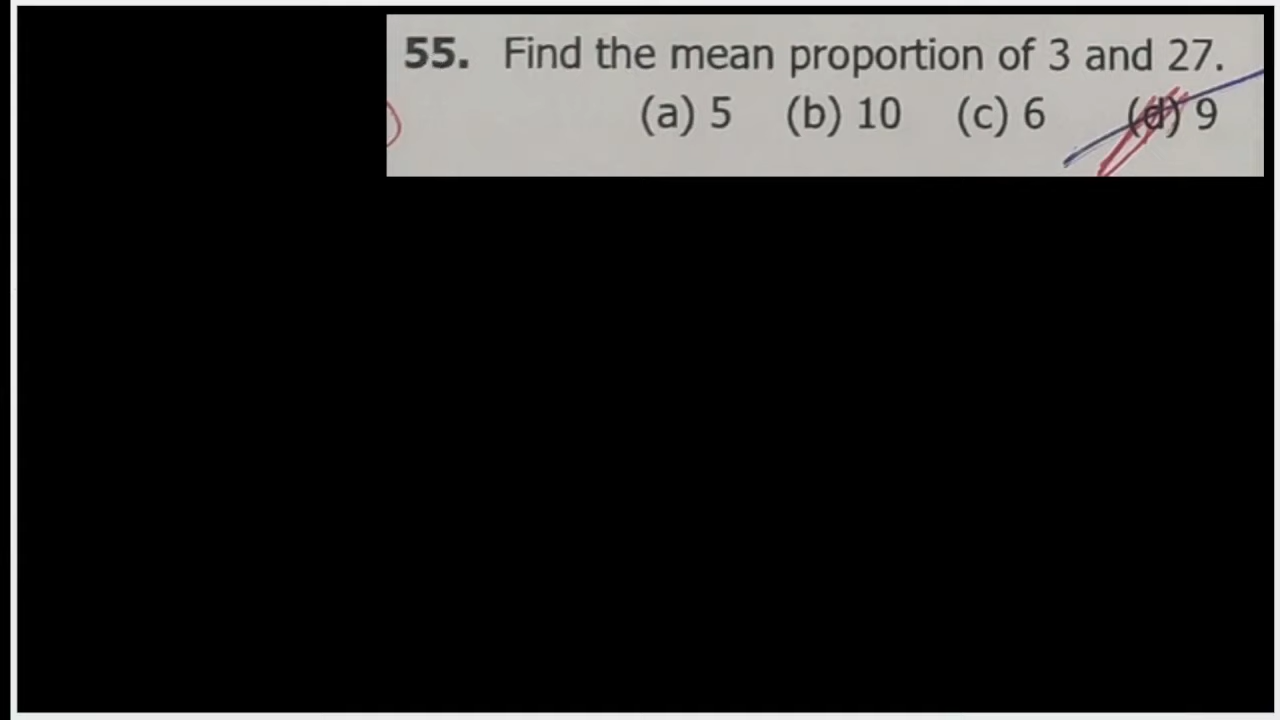 55. Find the mean proportion of 3 and 27.
(a) 5 (b) 10 (c) 6 (d) 9